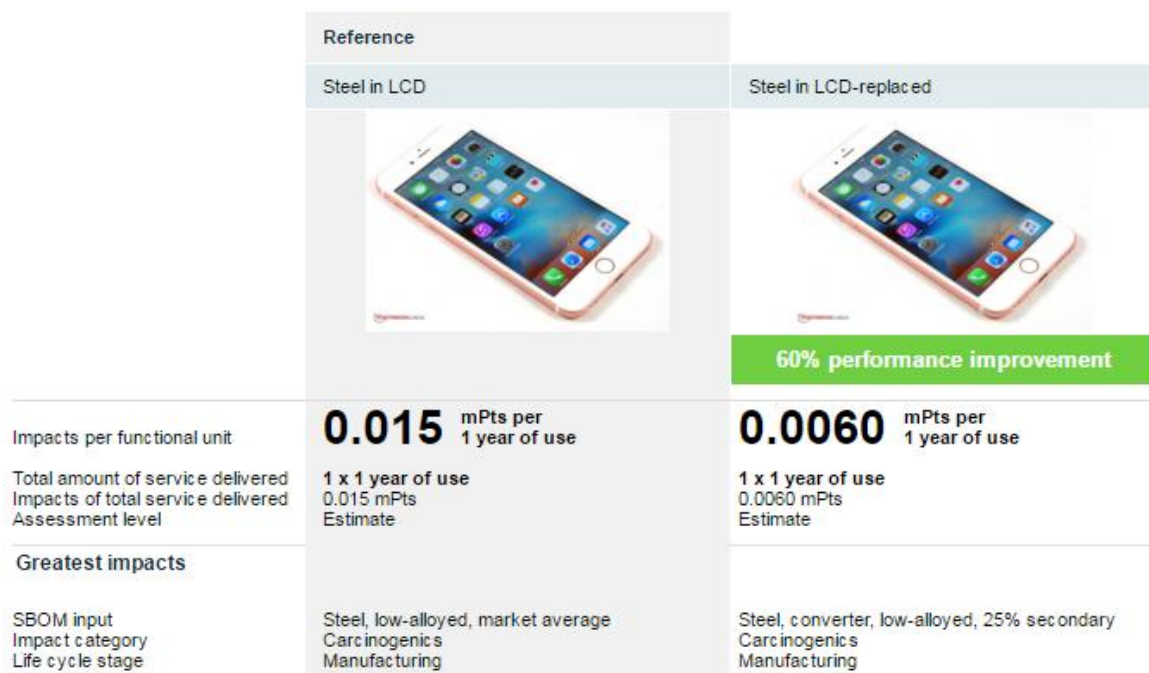 Reference
Steel in LCD
Steel in LCD-replaced
60% performance improvement
Impacts per functional unit
0.015 mPts per 1 year of use
0.0060 mPts per 1 year of use
Total amount of service delivered 1 x 1 year of use 1 x 1 year of use
Impacts of total service delivered 0.015 mPts 0.0060 mPts
Assessment level Estimate Estimate
Greatest impacts
SBOM input Steel, low-alloyed, market average Steel, converter, low-alloyed, 25% secondary
Impact category Carcinogenics Carcinogenics
Life cycle stage Manufacturing Manufacturing